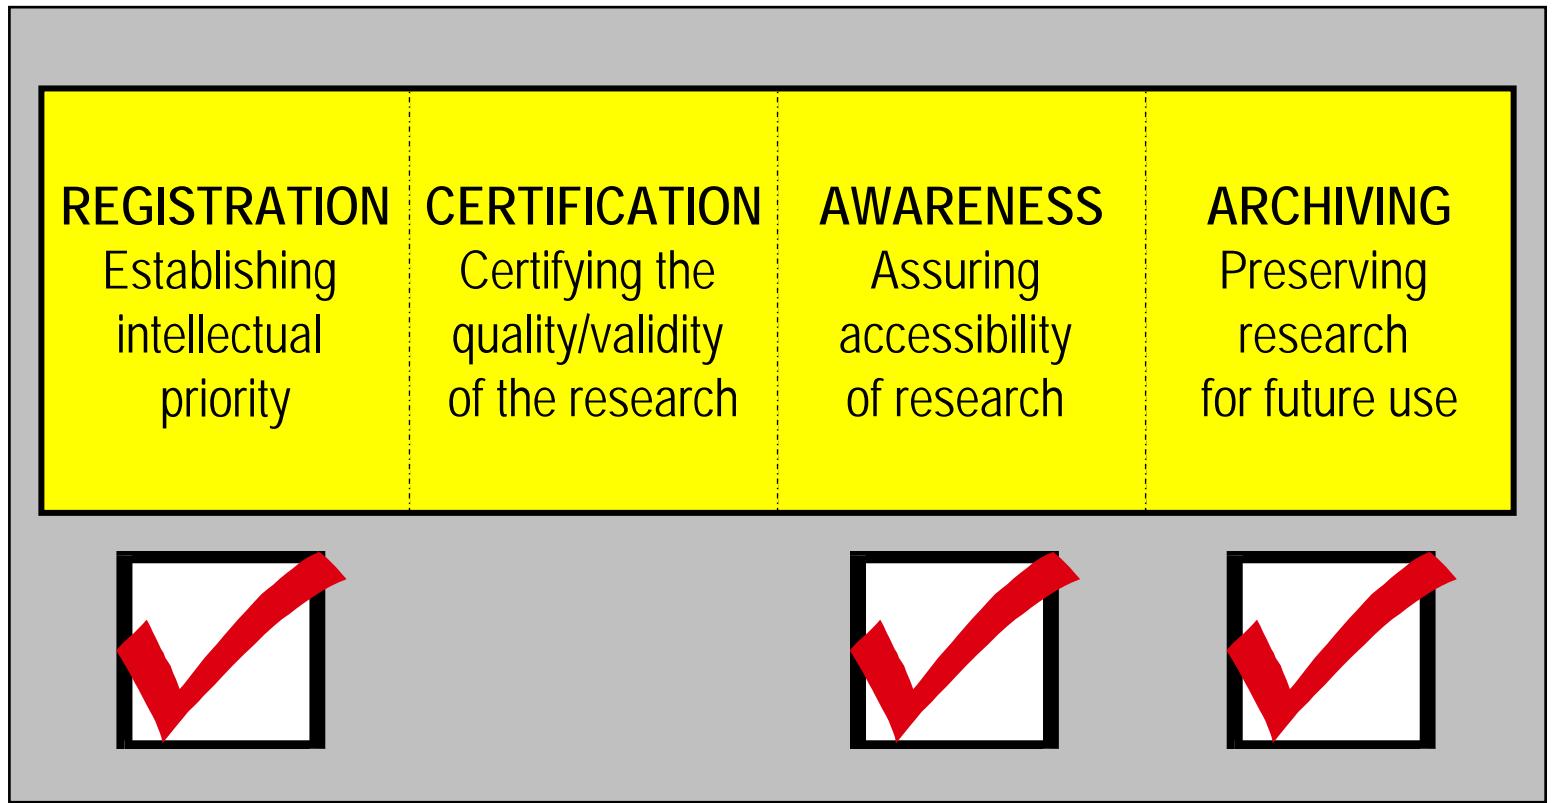 REGISTRATION
Establishing
intellectual
priority
CERTIFICATION
Certifying the
quality/validity
of the research
AWARENESS
Assuring
accessibility
of research
ARCHIVING
Preserving
research
for future use